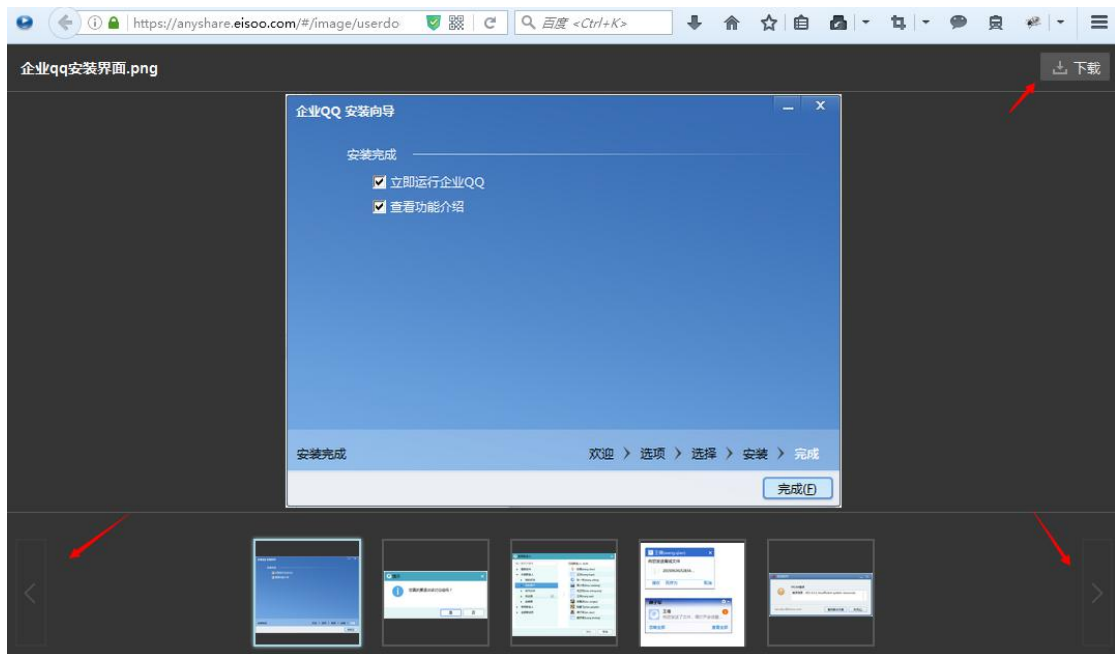 https://anyshare.eisoo.com/#/image/userdo
百度 <Ctrl+K>
企业qq安装界面.png
下载
企业QQ 安装向导
安装完成
立即运行企业QQ
查看功能介绍
安装完成
欢迎 〉 选项 〉 选择 〉 安装 〉 完成
完成(F)